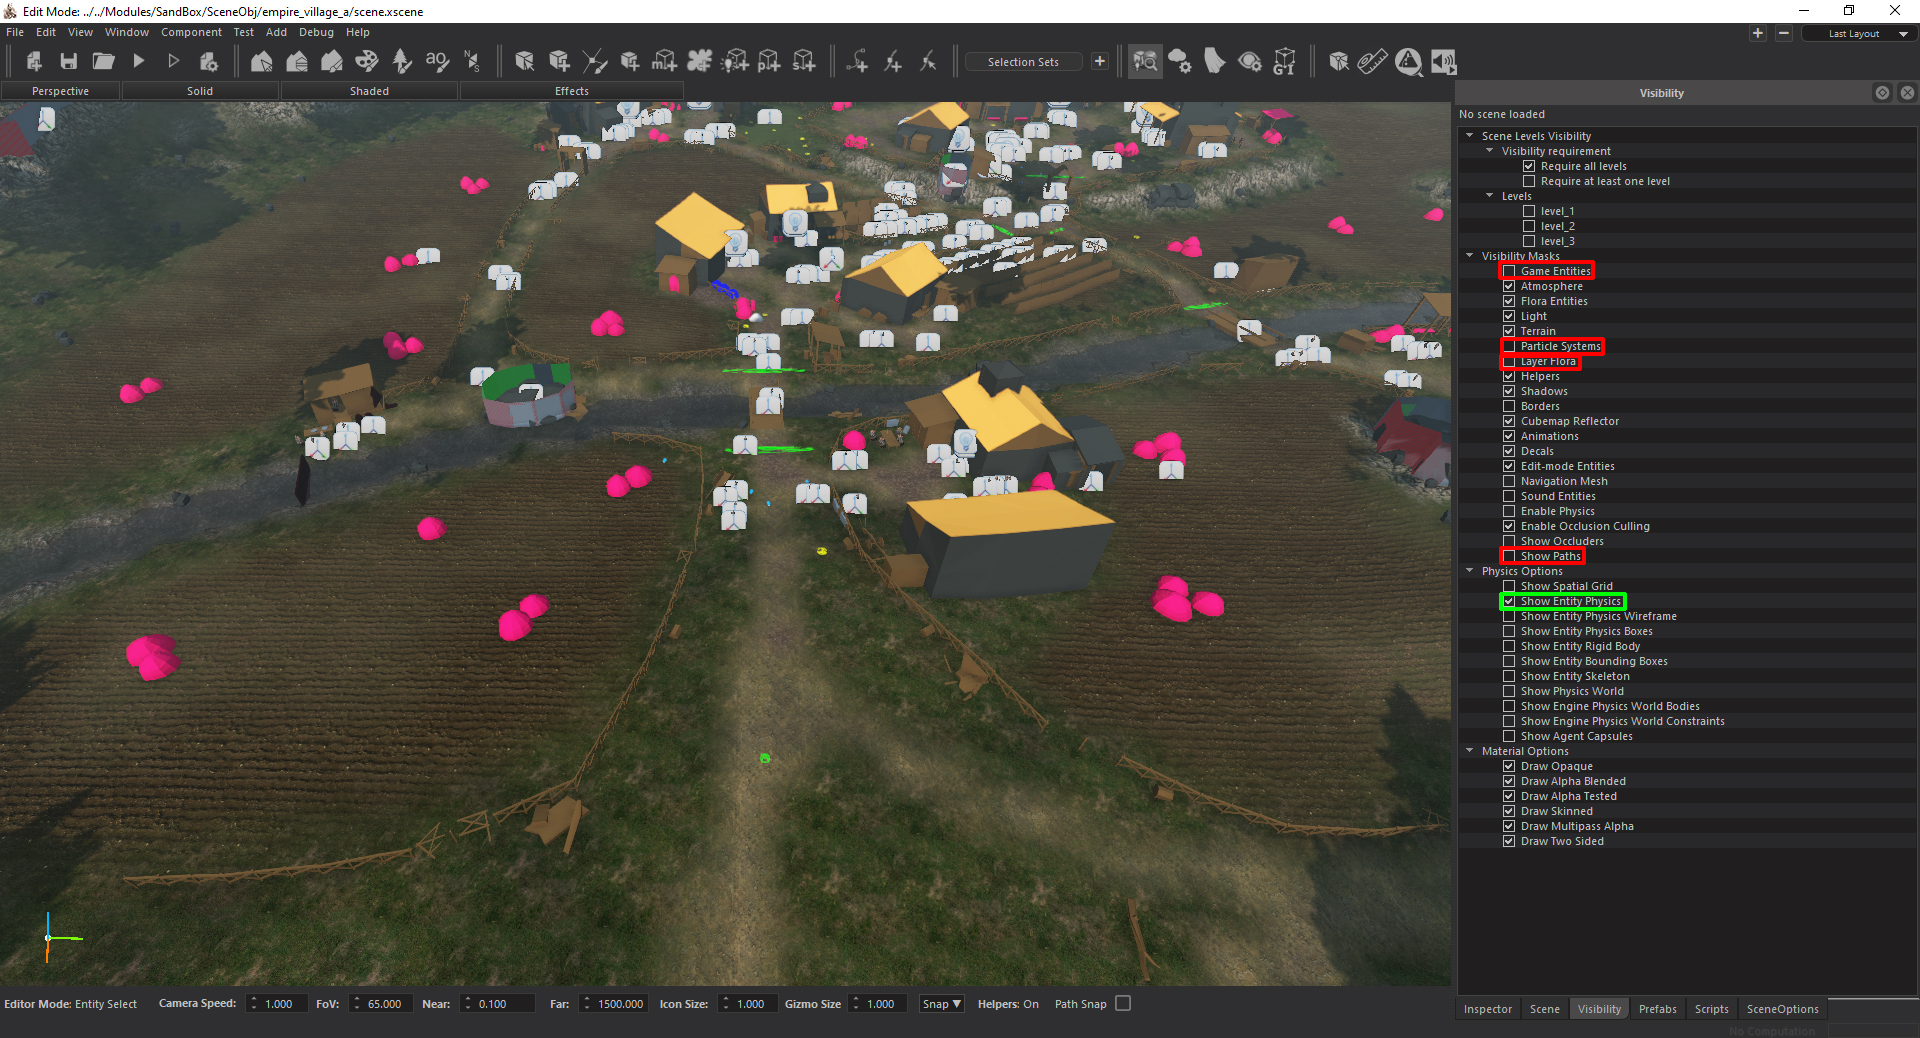 Edit Mode: ../../Modules/SandBox/SceneObj/empire_village_a/scene.xscene
File Edit View Window Component Test Add Debug Help
Last Layout
Selection Sets
Perspective Solid Shaded Effects
Visibility
No scene loaded
Scene Levels Visibility
Visibility requirement
Require all levels
Require at least one level
Levels
level_1
level_2
level_3
Visibility Masks
Game Entities
Atmosphere
Flora Entities
Light
Terrain
Particle Systems
Layer Flora
Helpers
Shadows
Borders
Cubemap Reflector
Animations
Decals
Edit-mode Entities
Navigation Mesh
Sound Entities
Enable Physics
Enable Occlusion Culling
Show Occluders
Show Paths
Physics Options
Show Spatial Grid
Show Entity Physics
Show Entity Physics Wireframe
Show Entity Physics Boxes
Show Entity Rigid Body
Show Entity Bounding Boxes
Show Entity Skeleton
Show Physics World
Show Engine Physics World Bodies
Show Engine Physics World Constraints
Show Agent Capsules
Material Options
Draw Opaque
Draw Alpha Blended
Draw Alpha Tested
Draw Skinned
Draw Multipass Alpha
Draw Two Sided
Editor Mode: Entity Select Camera Speed: 1.000 FoV: 65.000 Near: 0.100 Far: 1500.000 Icon Size: 1.000 Gizmo Size 1.000 Snap Helpers: On Path Snap
Inspector Scene Visibility Prefabs Scripts SceneOptions
No Computation